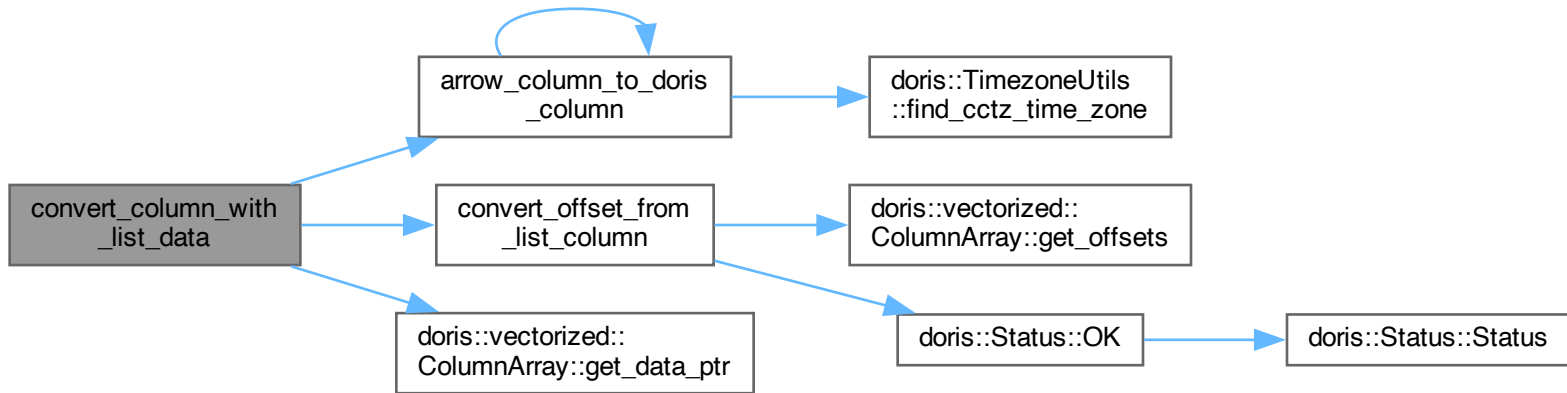 arrow_column_to_doris
_column
doris::TimezoneUtils
::find_cctz_time_zone
convert_column_with
_list_data
convert_offset_from
_list_column
doris::vectorized::
ColumnArray::get_offsets
doris::vectorized::
ColumnArray::get_data_ptr
doris::Status::OK
doris::Status::Status